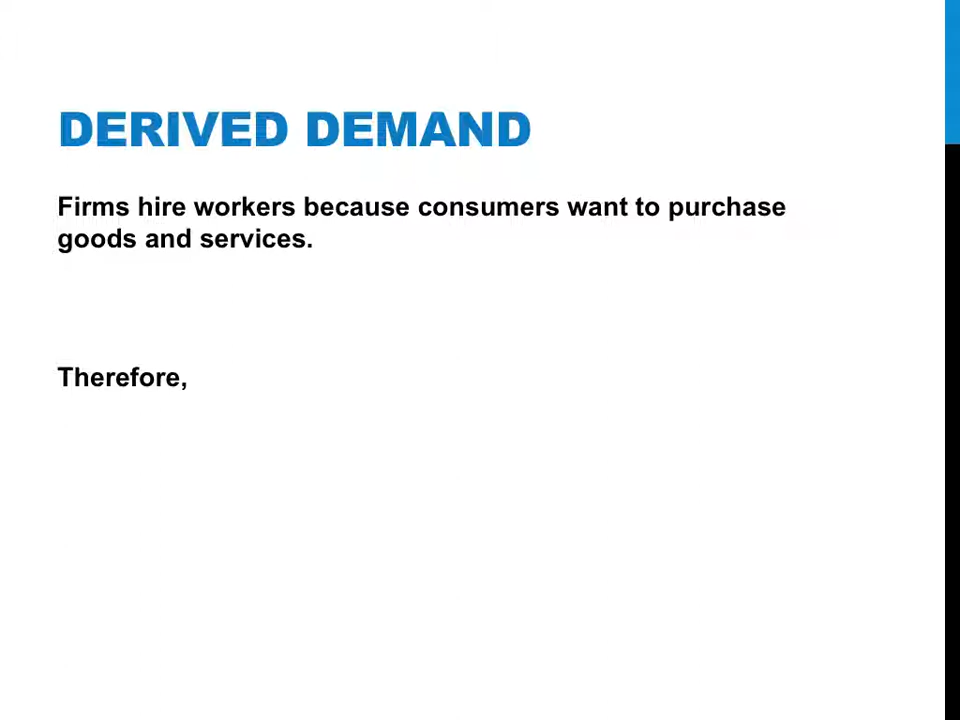 DERIVED DEMAND
Firms hire workers because consumers want to purchase
goods and services.
Therefore,